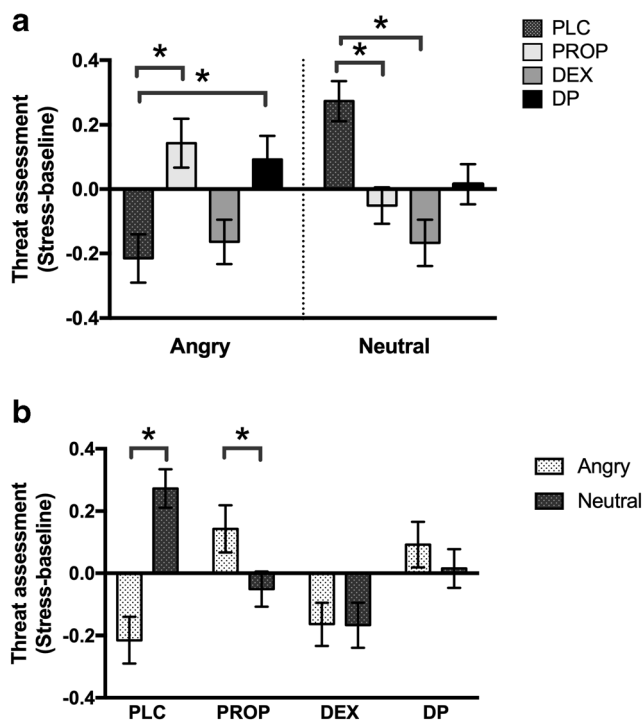 a
PLC
PROP
DEX
DP
* * * *
Threat assessment
(Stress-baseline)
0.4
0.2
0.0
-0.2
-0.4
Angry Neutral
b
* *
Angry
Neutral
Threat assessment
(Stress-baseline)
0.4
0.2
0.0
-0.2
-0.4
PLC PROP DEX DP